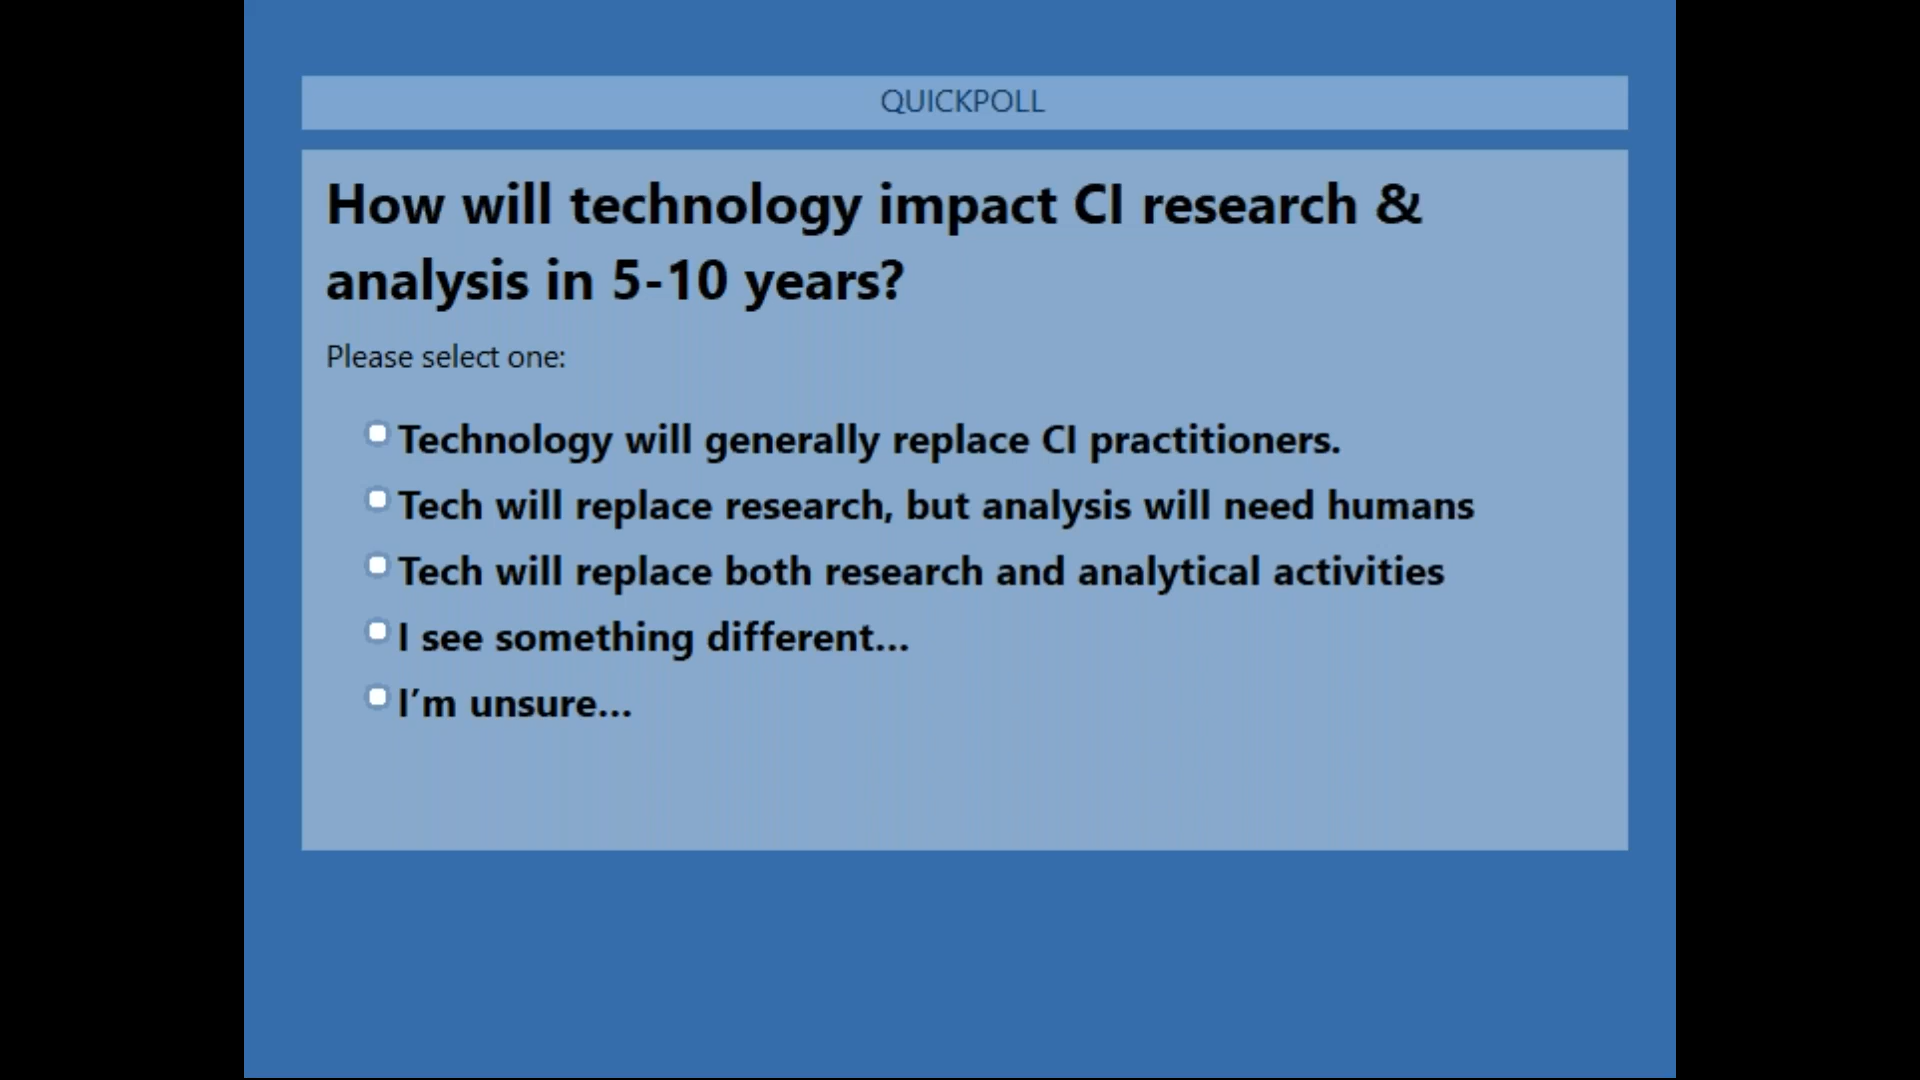 QUICKPOLL
How will technology impact CI research &
analysis in 5-10 years?
Please select one:
Technology will generally replace CI practitioners.
Tech will replace research, but analysis will need humans
Tech will replace both research and analytical activities
I see something different...
I'm unsure...